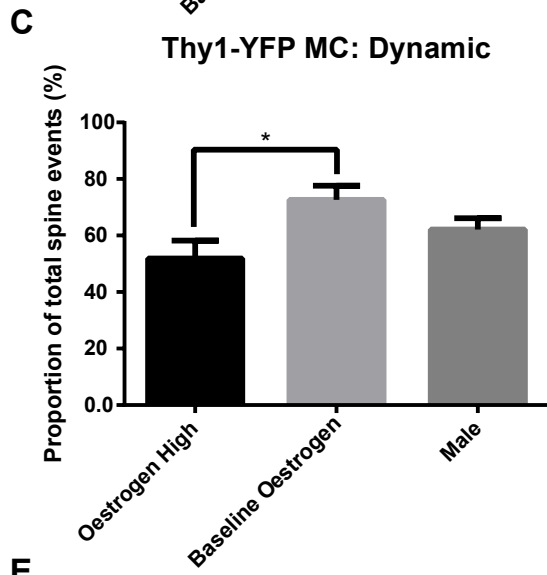 Ba
C
Thy1-YFP MC: Dynamic
Proportion of total spine events (%)
100
80
60
40
20
0.0
*
Oestrogen High
Baseline Oestrogen
Male